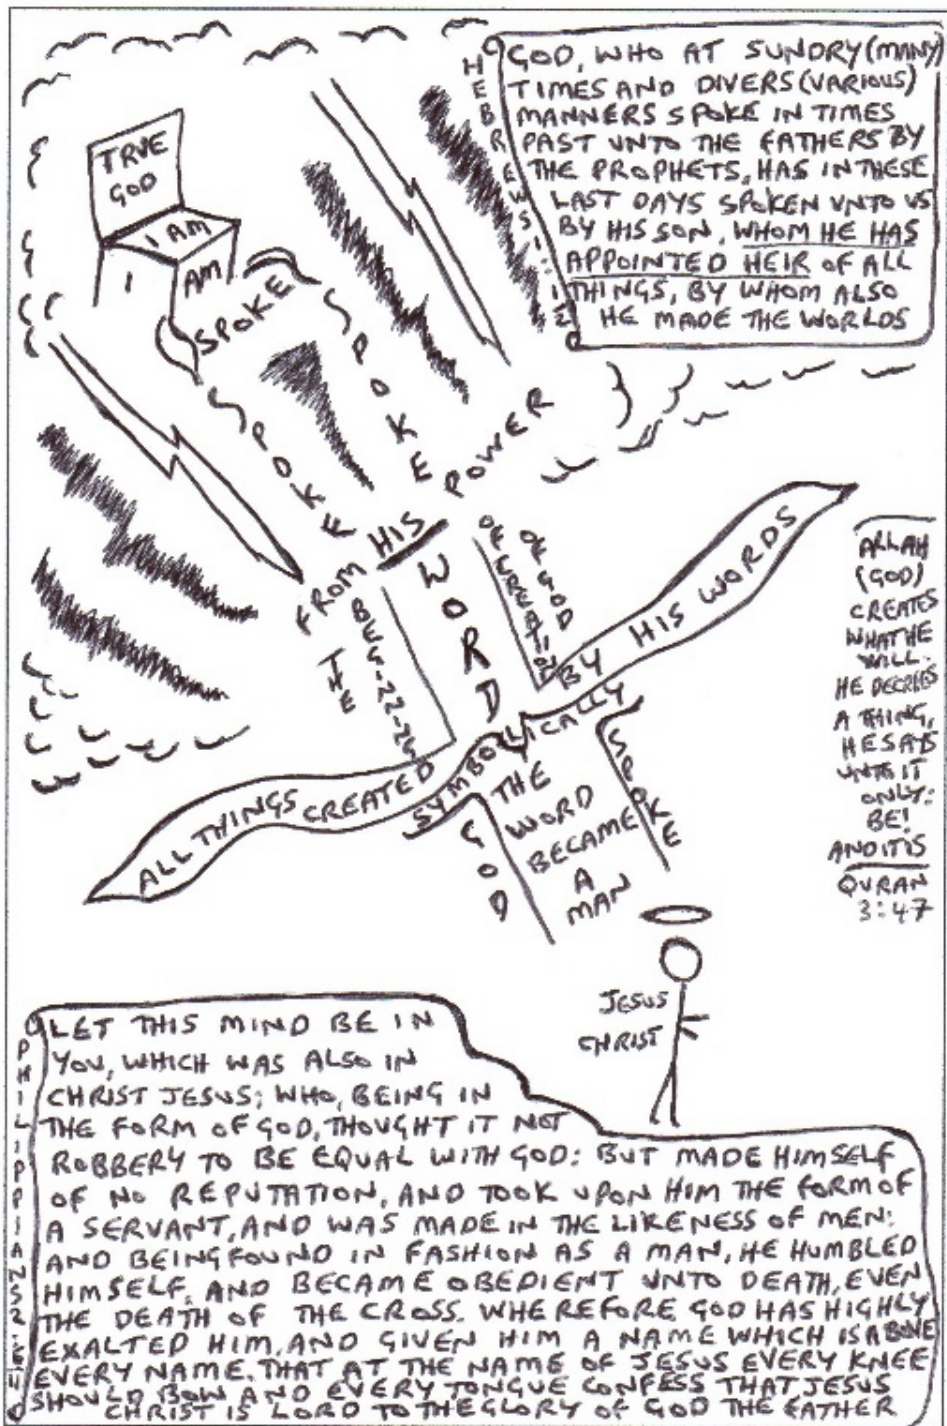 HEBREWS 1:1-2
GOD, WHO AT SUNDRY (MANY)
TIMES AND DIVERS (VARIOUS)
MANNERS SPOKE IN TIMES
PAST UNTO THE FATHERS BY
THE PROPHETS, HAS IN THESE
LAST DAYS SPOKEN UNTO US
BY HIS SON, WHOM HE HAS
APPOINTED HEIR OF ALL
THINGS, BY WHOM ALSO
HE MADE THE WORLDS
TRUE
GOD
I AM
I AM
SPOKE
SPOKE
SPOKE
FROM HIS POWER
THE
WORD
OF GOD
OF CREATION
ALL THINGS CREATED BY HIS WORDS
SYMBOLICALLY
GOD
SPOKE
THE
WORD
BECAME
A
MAN
ALLAH
(GOD)
CREATES
WHAT HE
WILL.
HE DECREES
A THING,
HE SAYS
UNTO IT
ONLY:
BE!
AND IT IS
QURAN
3:47
JESUS
CHRIST
LET THIS MIND BE IN
YOU, WHICH WAS ALSO IN
CHRIST JESUS; WHO, BEING IN
THE FORM OF GOD, THOUGHT IT NOT
ROBBERY TO BE EQUAL WITH GOD: BUT MADE HIMSELF
OF NO REPUTATION, AND TOOK UPON HIM THE FORM OF
A SERVANT, AND WAS MADE IN THE LIKENESS OF MEN:
AND BEING FOUND IN FASHION AS A MAN, HE HUMBLED
HIMSELF, AND BECAME OBEDIENT UNTO DEATH, EVEN
THE DEATH OF THE CROSS. WHEREFORE GOD HAS HIGHLY
EXALTED HIM, AND GIVEN HIM A NAME WHICH IS ABOVE
EVERY NAME. THAT AT THE NAME OF JESUS EVERY KNEE
SHOULD BOW AND EVERY TONGUE CONFESS THAT JESUS
CHRIST IS LORD TO THE GLORY OF GOD THE FATHER
PHILIPPIANS